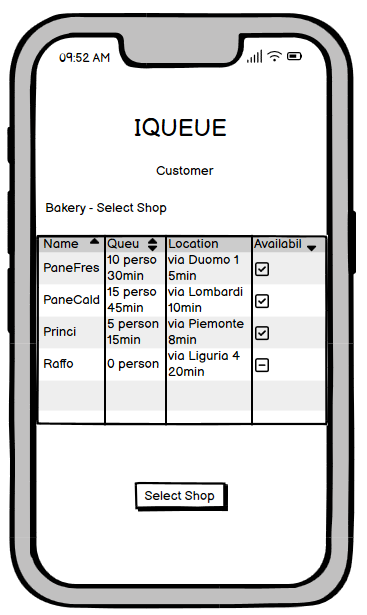 09:52 AM
IQUEUE
Customer
Bakery - Select Shop
Name Queu Location Availabil
PaneFres 10 perso 30min via Duomo 1 5min
PaneCald 15 perso 45min via Lombardi 10min
Princi 5 person 15min via Piemonte 8min
Raffo 0 person via Liguria 4 20min
Select Shop